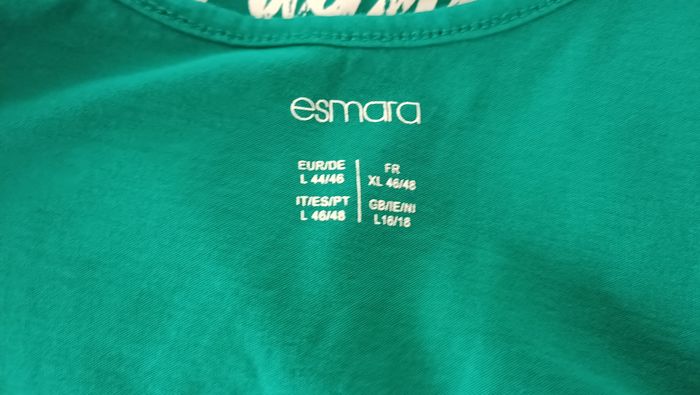 esmara
EUR/DE
L 44/46
FR
XL 46/48
IT/ES/PT
L 46/48
GB/IE/NI
L16/18